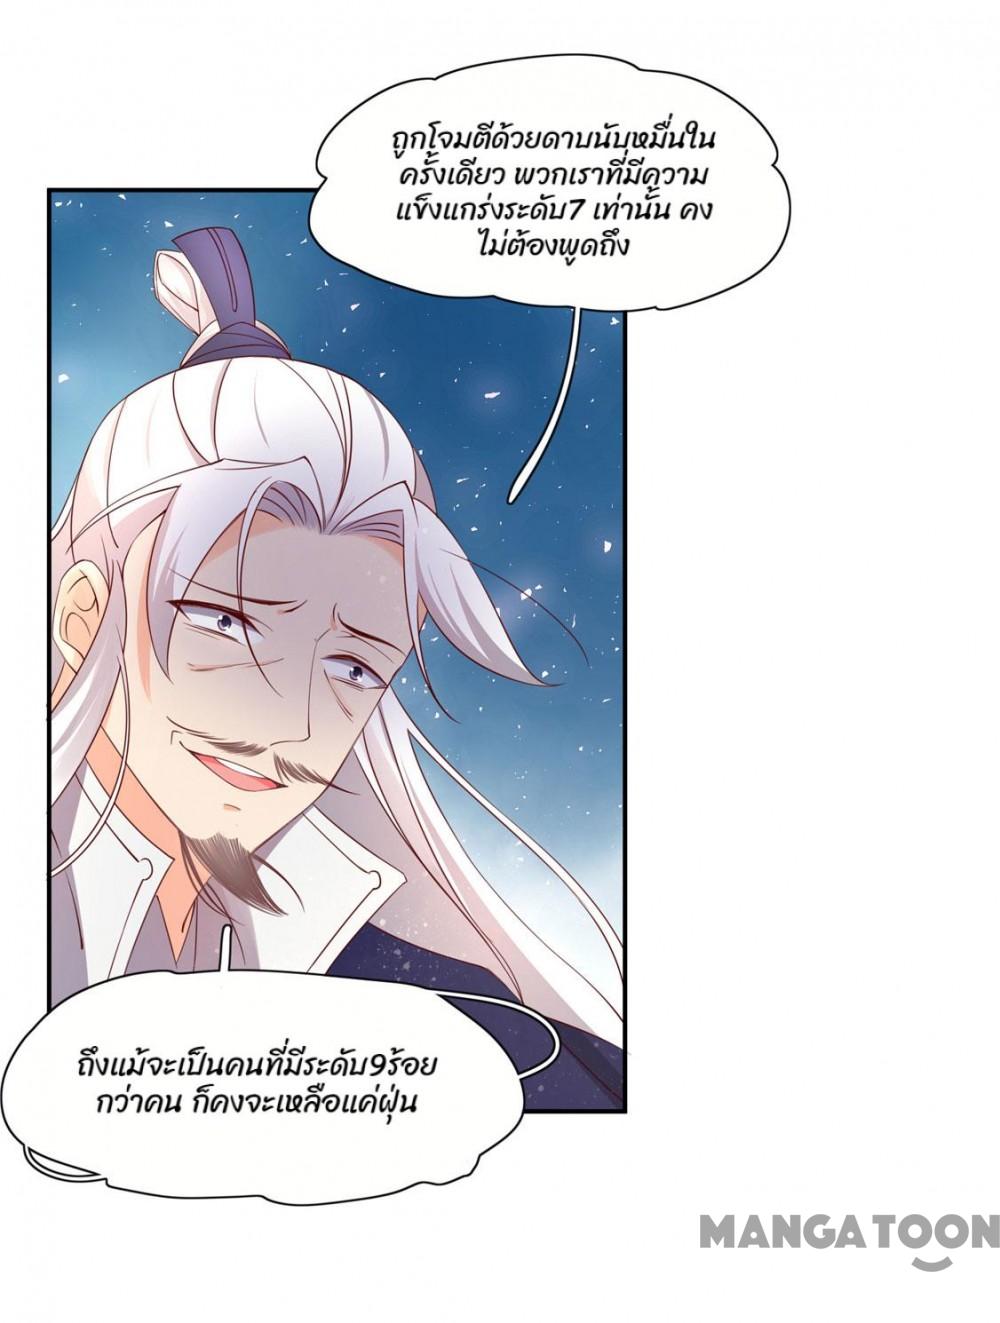 ถูกโจมตีด้วยดาบนับหมื่นใน
ครั้งเดียว พวกเราที่มีความ
แข็งแกร่งระดับ7 เท่านั้น คง
ไม่ต้องพูดถึง
ถึงแม้จะเป็นคนที่มีระดับ9ร้อย
กว่าคน ก็คงจะเหลือแค่ฝุ่น
MANGATOON